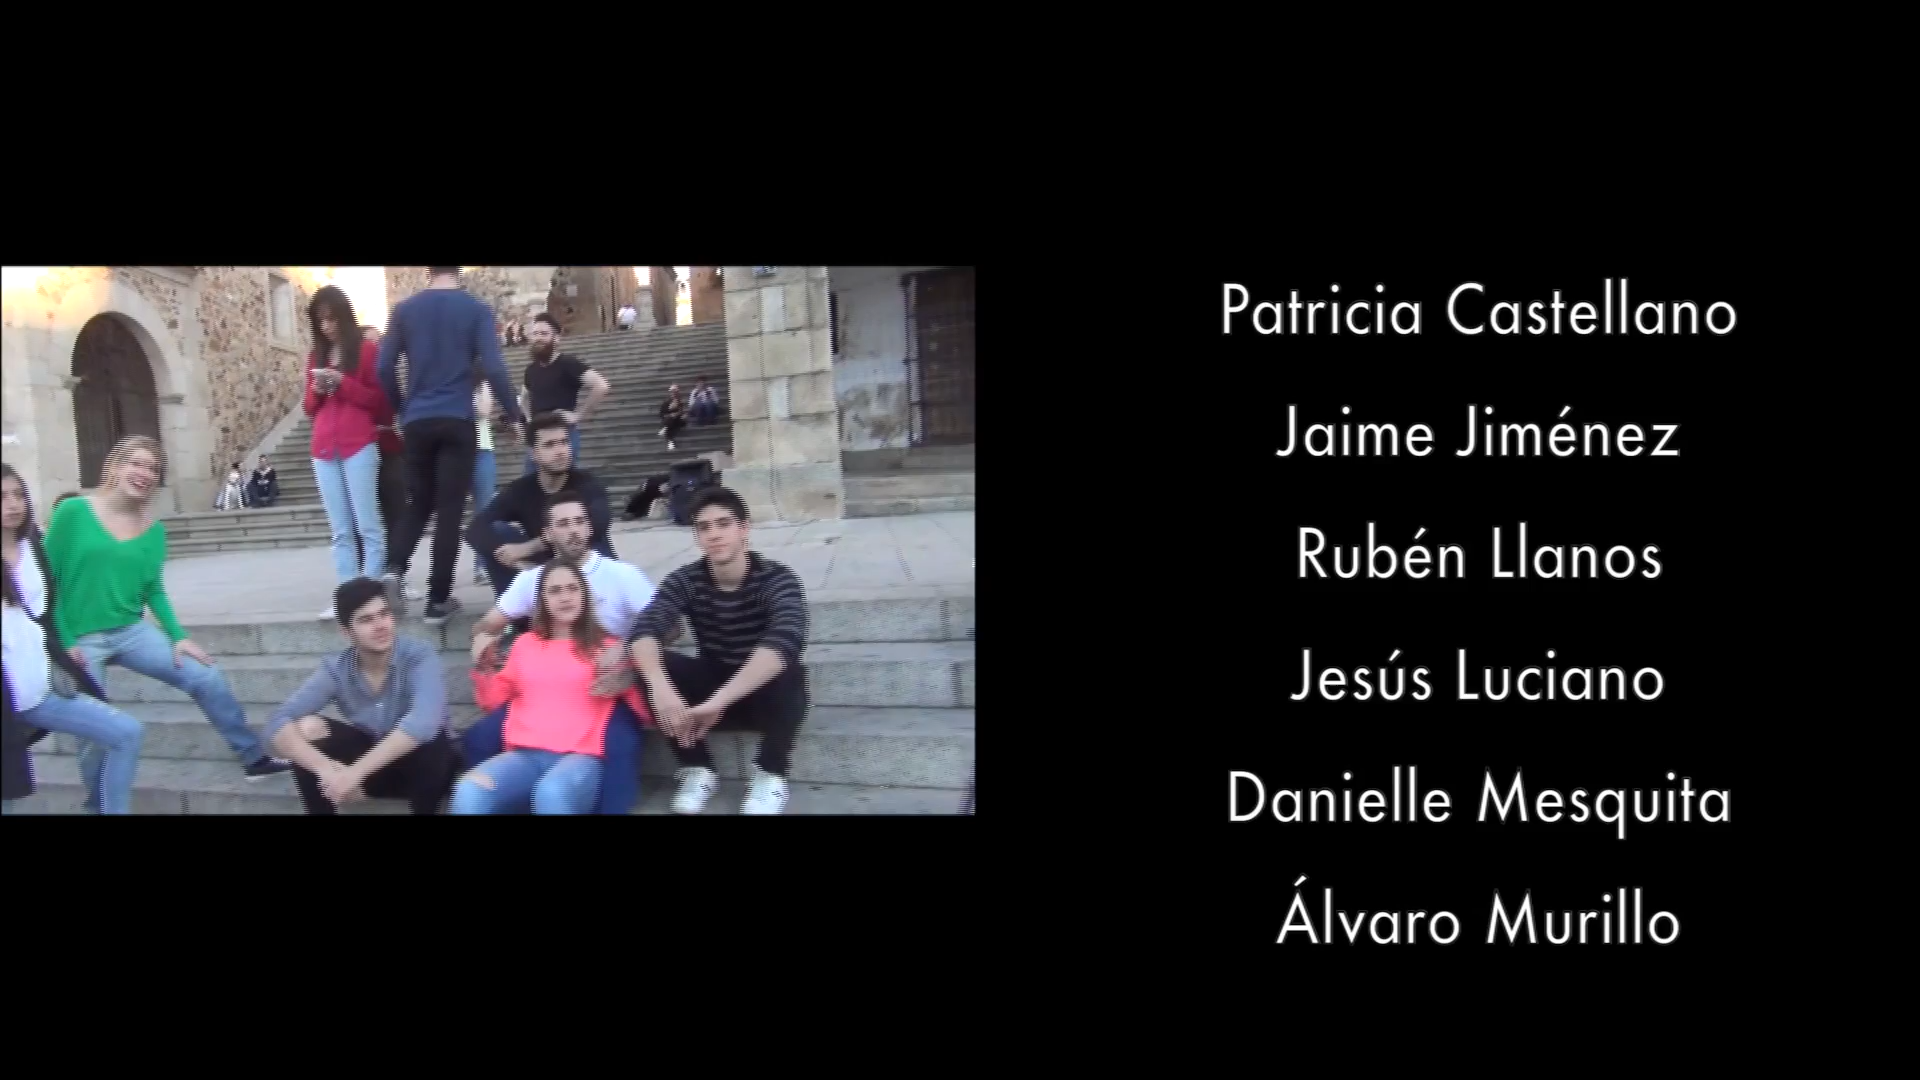 Patricia Castellano
Jaime Jiménez
Rubén Llanos
Jesús Luciano
Danielle Mesquita
Álvaro Murillo